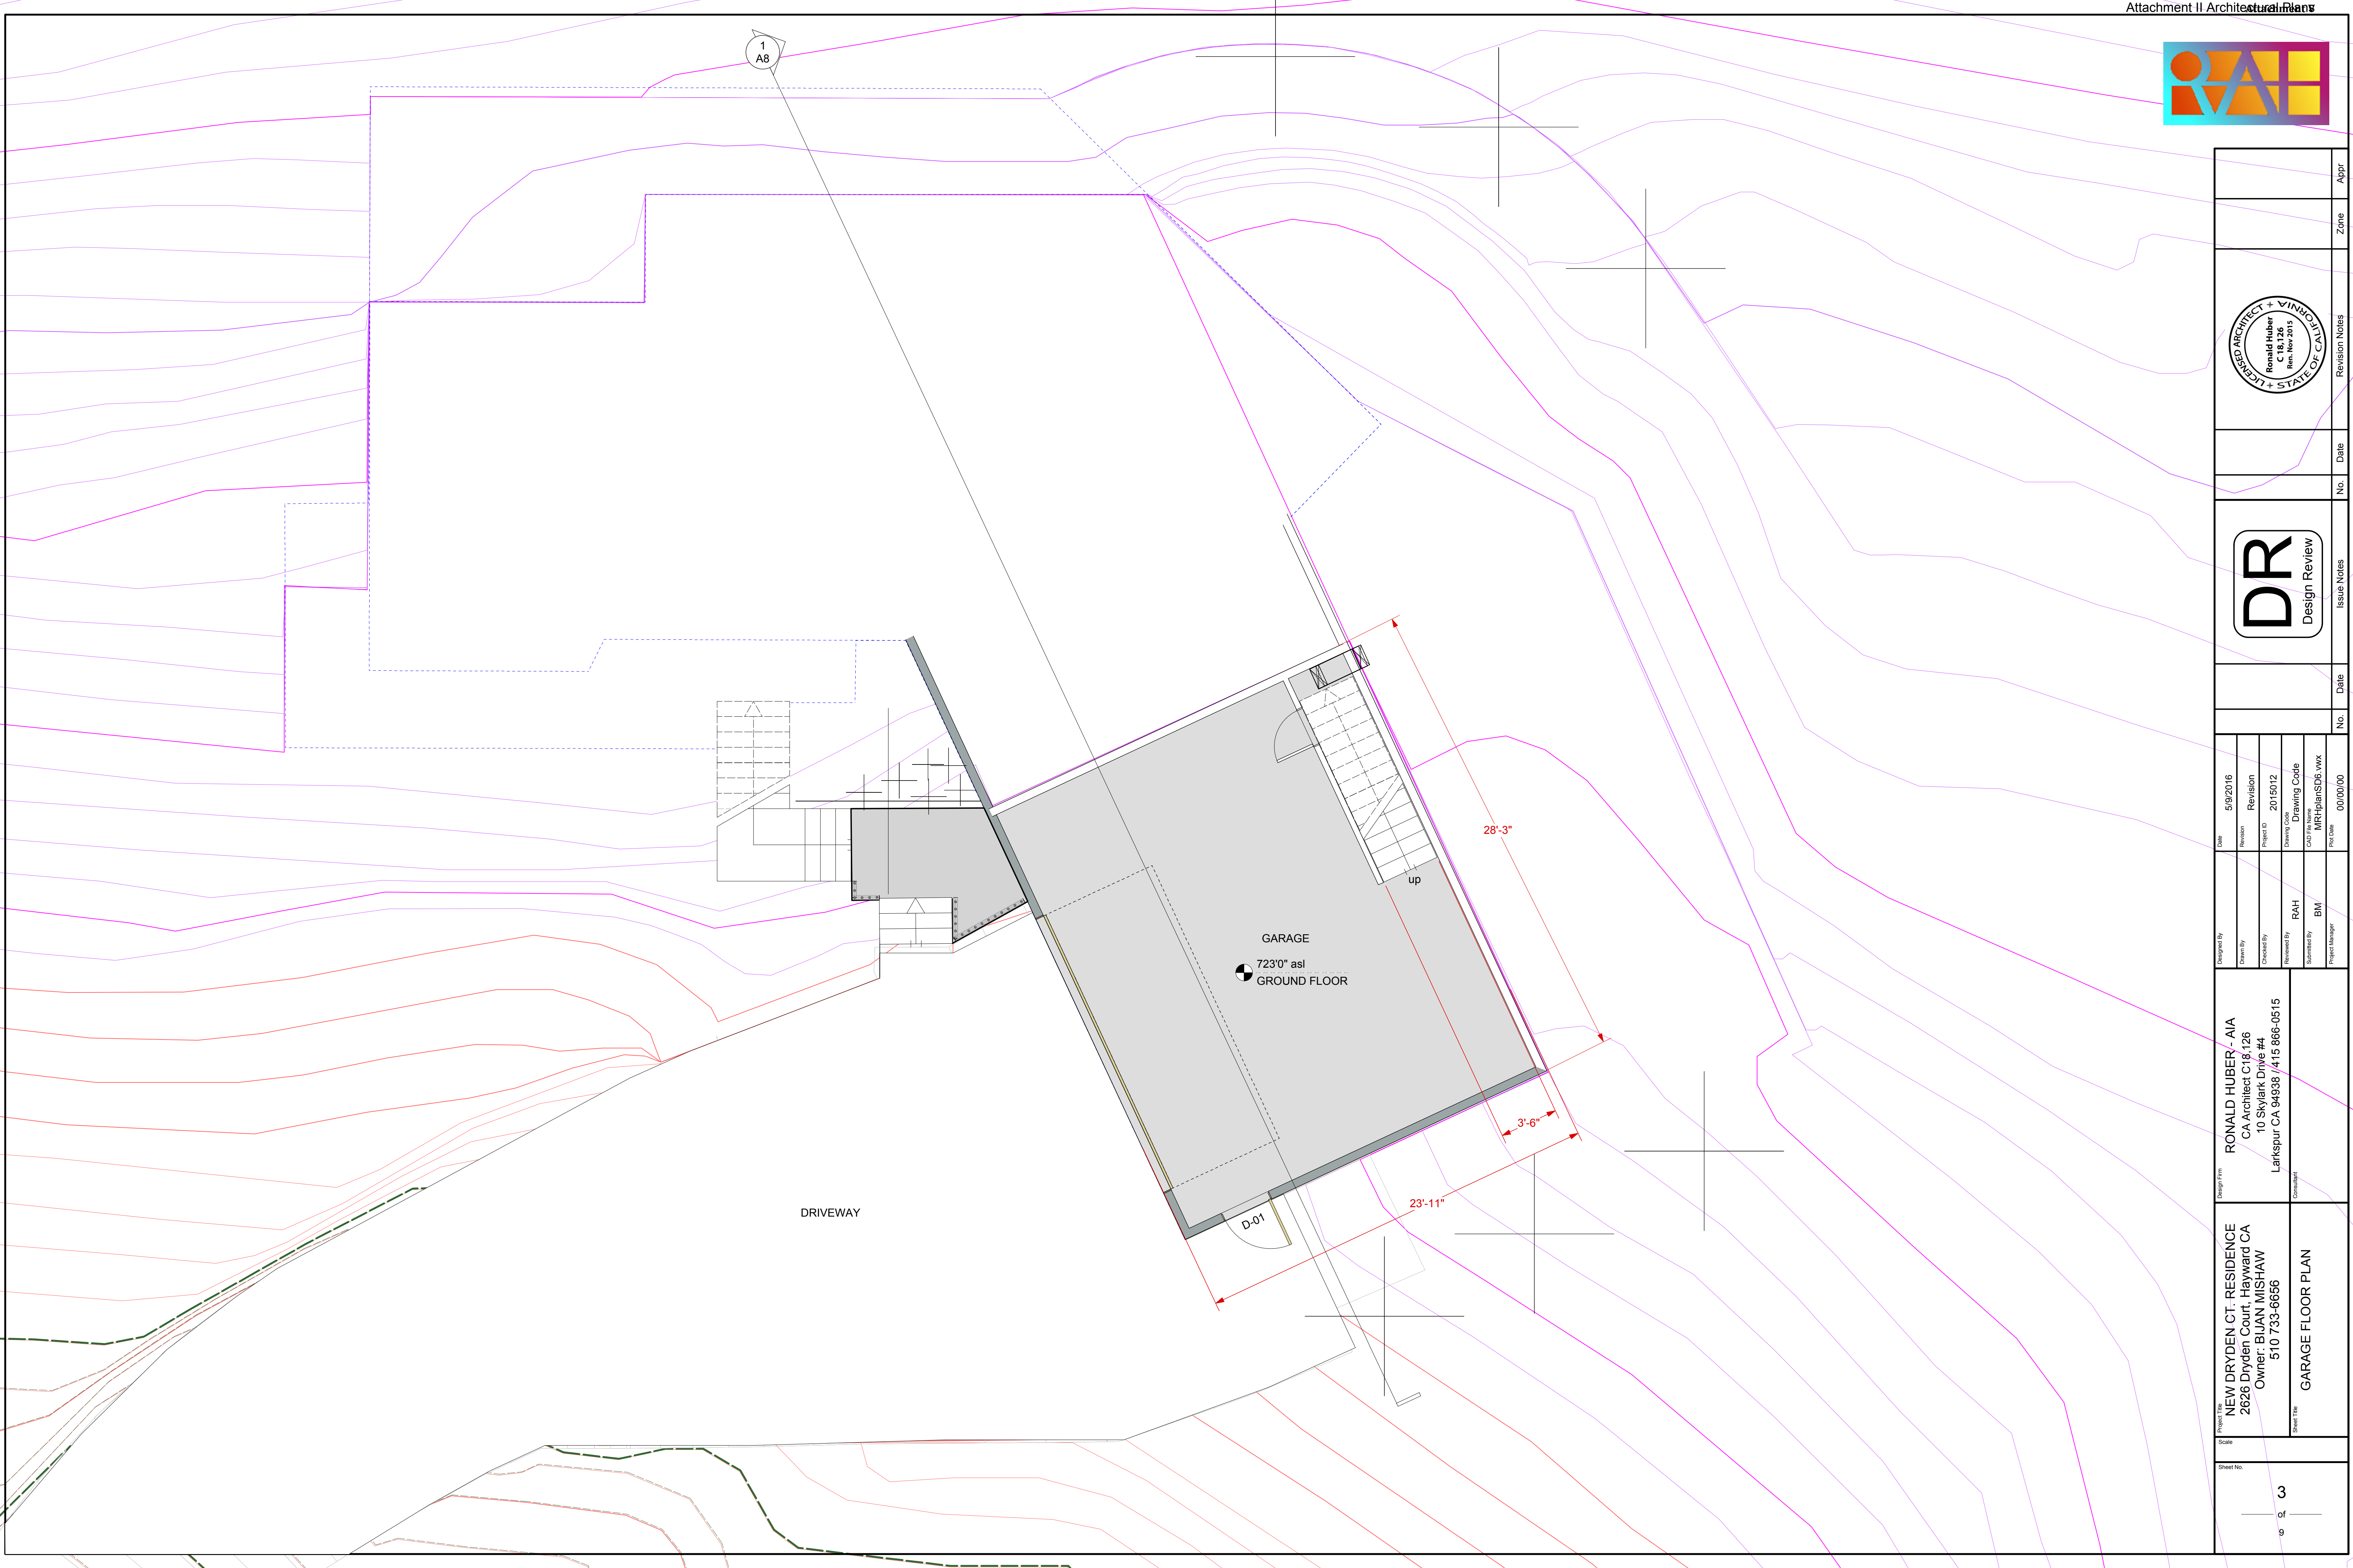 Attachment II Architectural Plans
Attachment V
1
A8
RAH
28'-3"
up
GARAGE
723'0" asl
GROUND FLOOR
3'-6"
23'-11"
D-01
DRIVEWAY
Appr
Zone
Revision Notes
Date
No.
LICENSED ARCHITECT + STATE OF CALIFORNIA +
Ronald Huber
C 18,126
Ren. Nov 2015
DR
Design Review
Issue Notes
Date
No.
Date
5/9/2016
Revision
Revision
Project ID
2015012
Drawing Code
Drawing Code
CAD File Name
MRHplanSD6.vwx
Plot Date
00/00/00
Designed By
Drawn By
Checked By
Reviewed By
RAH
Submitted By
BM
Project Manager
Design Firm
RONALD HUBER - AIA
CA Architect C18,126
10 Skylark Drive #4
Larkspur CA 94938 / 415 866-0515
Consultant
Project Title
NEW DRYDEN CT. RESIDENCE
2626 Dryden Court, Hayward CA
Owner: BIJAN MISHAW
510 733-6656
Sheet Title
GARAGE FLOOR PLAN
Scale
Sheet No.
3
of
9